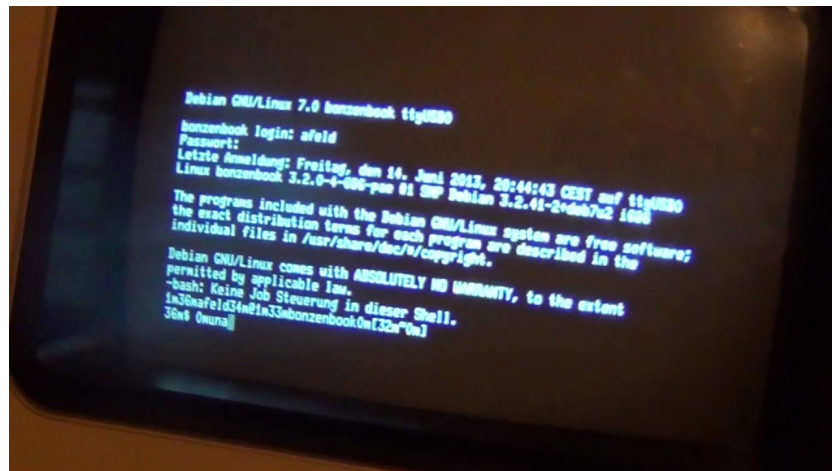 Debian GNU/Linux 7.0 bonzenbook ttyUSB0
bonzenbook login: afeld
Passwort:
Letzte Anmeldung: Freitag, den 14. Juni 2013, 20:44:43 CEST auf ttyUSB0
Linux bonzenbook 3.2.0-4-686-pae #1 SMP Debian 3.2.41-2+deb7u2 i686
The programs included with the Debian GNU/Linux system are free software;
the exact distribution terms for each program are described in the
individual files in /usr/share/doc/*/copyright.
Debian GNU/Linux comes with ABSOLUTELY NO WARRANTY, to the extent
permitted by applicable law.
-bash: Keine Job Steuerung in dieser Shell.
1m36mafeld34m@1m33mbonzenbook0m[32m~0m]
36m$ 0muna